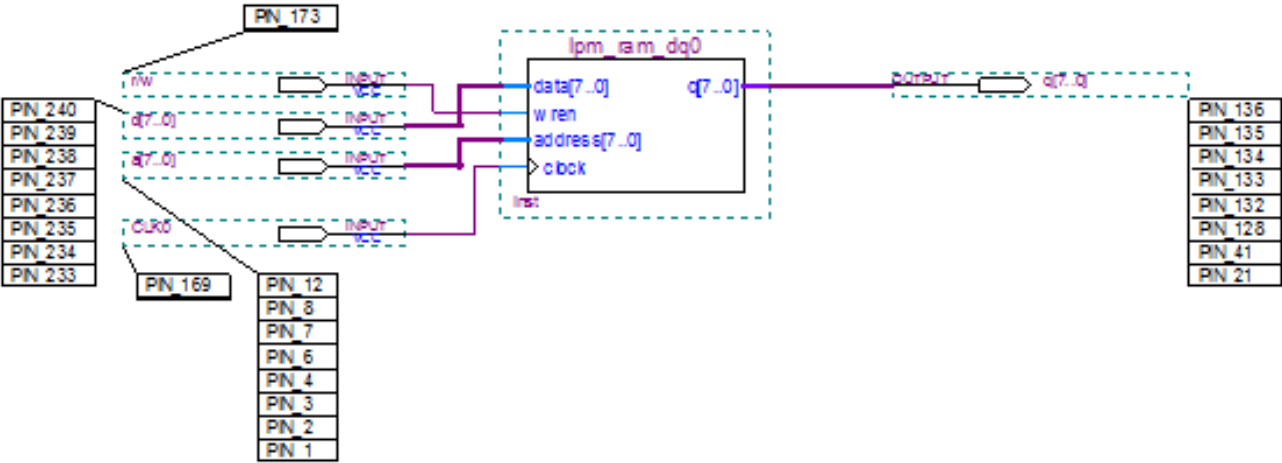 PIN_173
lpm_ram_dq0
r/w INPUT VCC
data[7..0] q[7..0]
OUTPUT q[7..0]
wren
d[7..0] INPUT VCC
address[7..0]
a[7..0] INPUT VCC
clock
inst
CLK0 INPUT VCC
PIN_240
PIN_239
PIN_238
PIN_237
PIN_236
PIN_235
PIN_234
PIN_233
PIN_169
PIN_12
PIN_8
PIN_7
PIN_6
PIN_4
PIN_3
PIN_2
PIN_1
PIN_136
PIN_135
PIN_134
PIN_133
PIN_132
PIN_128
PIN_41
PIN_21